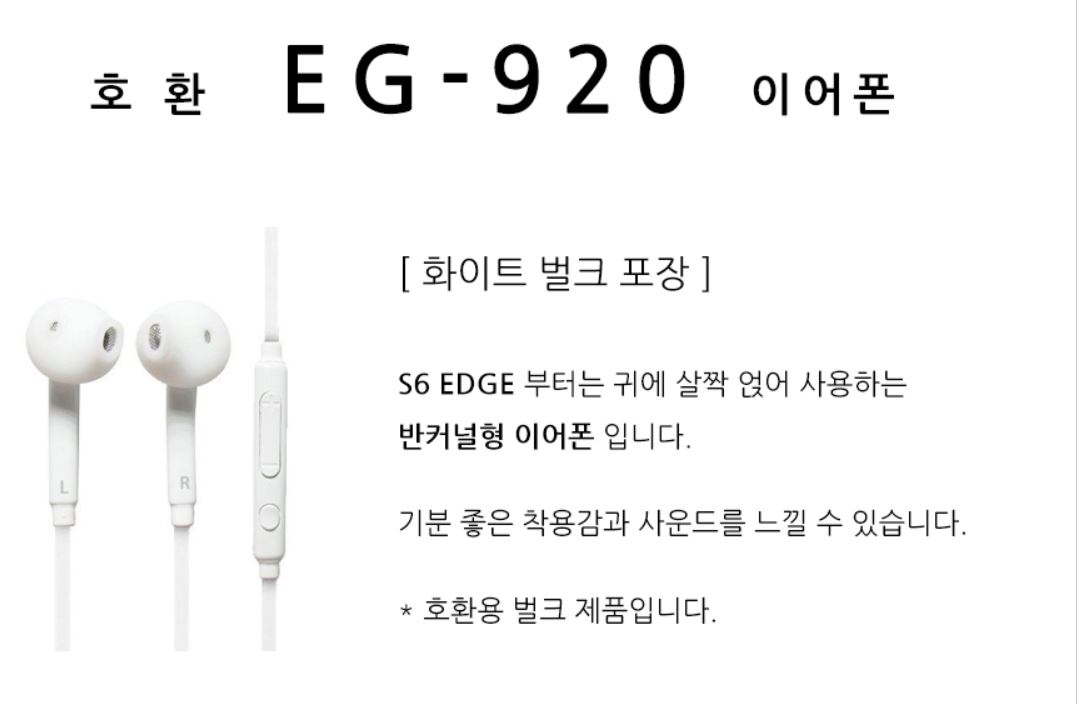 호 환 EG-920 이어폰
[ 화이트 벌크 포장 ]
S6 EDGE 부터는 귀에 살짝 얹어 사용하는
반커널형 이어폰 입니다.
기분 좋은 착용감과 사운드를 느낄 수 있습니다.
* 호환용 벌크 제품입니다.
L
R